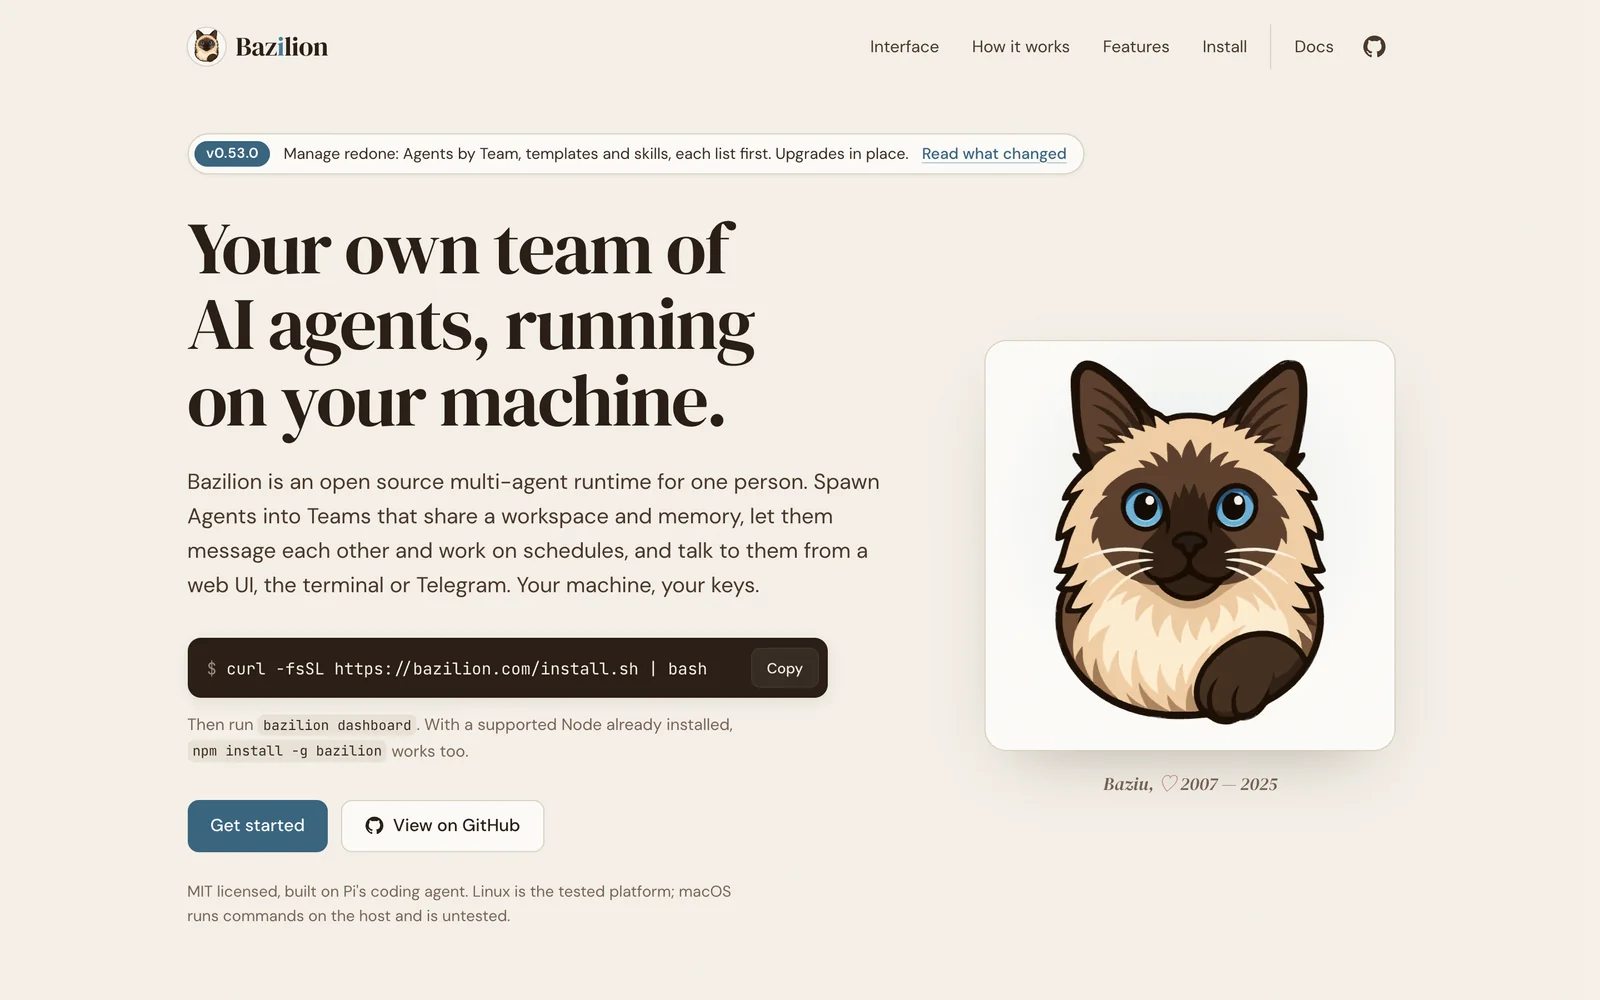 Bazilion
Interface How it works Features Install Docs
v0.53.0 Manage redone: Agents by Team, templates and skills, each list first. Upgrades in place. Read what changed
Your own team of
AI agents, running
on your machine.
Bazilion is an open source multi-agent runtime for one person. Spawn
Agents into Teams that share a workspace and memory, let them
message each other and work on schedules, and talk to them from a
web UI, the terminal or Telegram. Your machine, your keys.
$ curl -fsSL https://bazilion.com/install.sh | bash Copy
Then run bazilion dashboard. With a supported Node already installed,
npm install -g bazilion works too.
Get started View on GitHub
MIT licensed, built on Pi's coding agent. Linux is the tested platform; macOS
runs commands on the host and is untested.
Baziu, ♡ 2007 — 2025